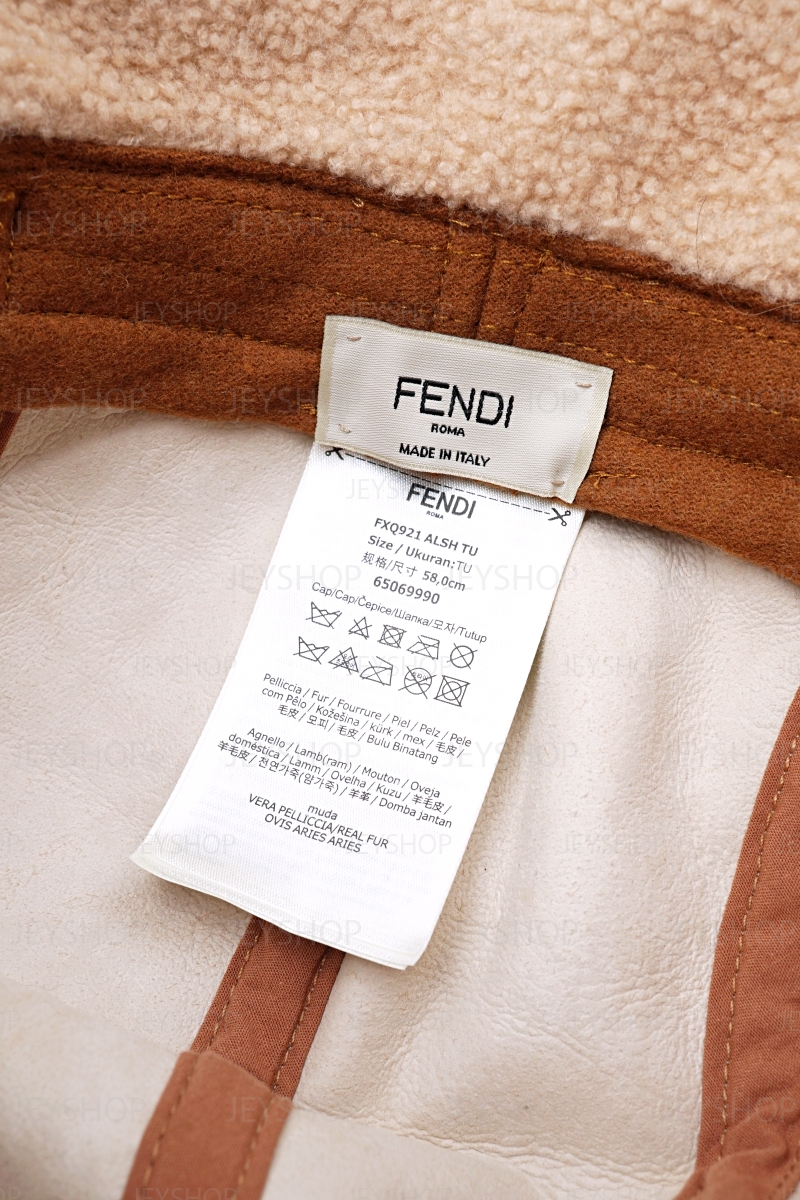 FENDI
ROMA
MADE IN ITALY
FENDI
ROMA
FXQ921 ALSH TU
Size / Ukuran:TU
规格/尺寸 58,0cm
65069990
Cap/Cap/Čepice/Шапка/모자/Tutup
Pelliccia / Fur / Fourrure / Piel / Pelz / Pele
com Pêlo / Kožešina / kürk / mex / 毛皮 /
毛皮 / 모피 / 毛皮 / Bulu Binatang
Agnello / Lamb(ram) / Mouton / Oveja
doméstica / Lamm / Ovelha / Kuzu / 羊毛皮 /
羊毛皮 / 천연가죽(양가죽) / 羊革 / Domba jantan
muda
VERA PELLICCIA/REAL FUR
OVIS ARIES ARIES
JEYSHOP